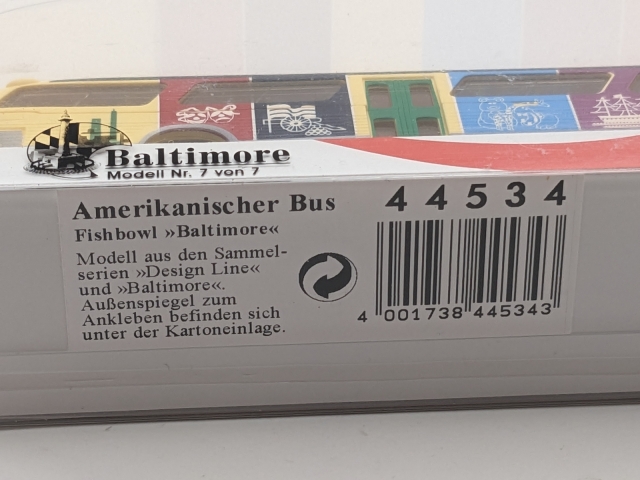 Baltimore
Modell Nr. 7 von 7
Amerikanischer Bus
Fishbowl »Baltimore«
Modell aus den Sammel-
serien »Design Line«
und »Baltimore«.
Außenspiegel zum
Ankleben befinden sich
unter der Kartoneinlage.
44534
4 001738 445343